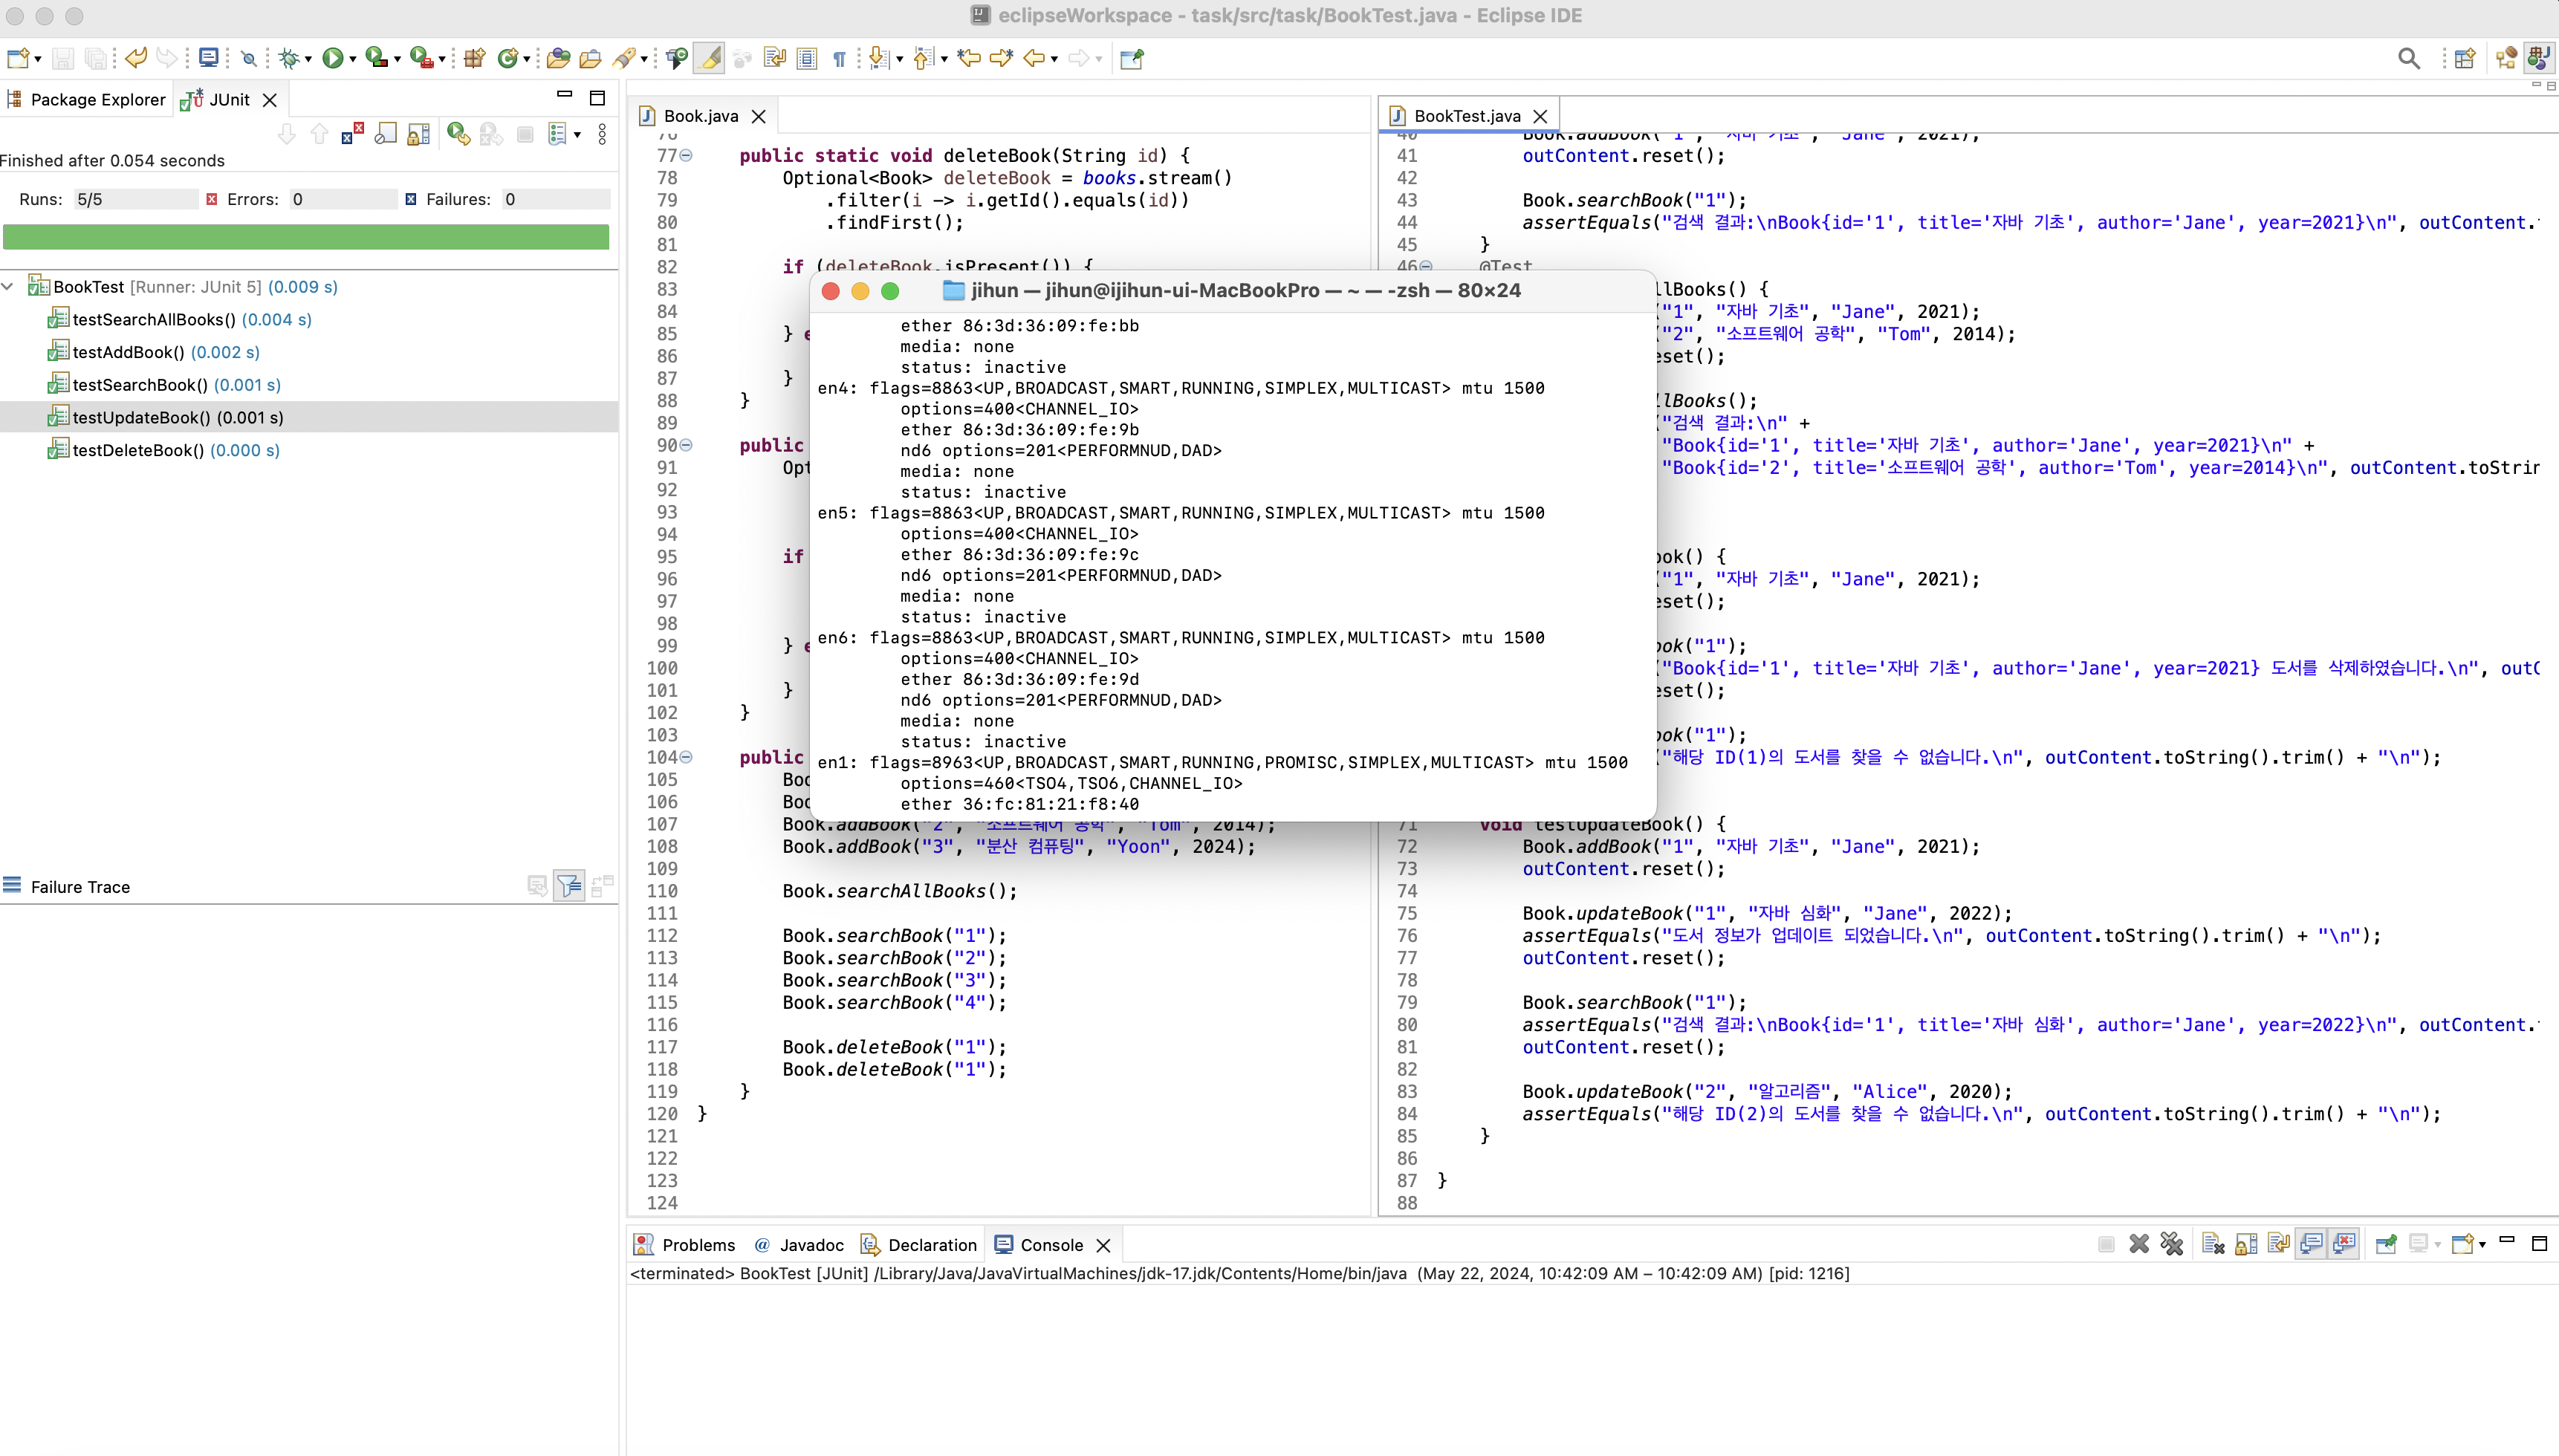 eclipseWorkspace - task/src/task/BookTest.java - Eclipse IDE
Package Explorer
JUnit
Finished after 0.054 seconds
Runs: 5/5
Errors: 0
Failures: 0
BookTest [Runner: JUnit 5] (0.009 s)
testSearchAllBooks() (0.004 s)
testAddBook() (0.002 s)
testSearchBook() (0.001 s)
testUpdateBook() (0.001 s)
testDeleteBook() (0.000 s)
Failure Trace
Book.java
76
77 public static void deleteBook(String id) {
78 Optional<Book> deleteBook = books.stream()
79 .filter(i -> i.getId().equals(id))
80 .findFirst();
81
82 if (deleteBook.isPresent()) {
83
84
85 } e
86
87 }
88 }
89
90 public
91 Opt
92
93
94
95 if
96
97
98
99 } e
100
101 }
102 }
103
104 public
105 Boo
106 Boo
107 Book.addBook("2", "소프트웨어 공학", "Tom", 2014);
108 Book.addBook("3", "분산 컴퓨팅", "Yoon", 2024);
109
110 Book.searchAllBooks();
111
112 Book.searchBook("1");
113 Book.searchBook("2");
114 Book.searchBook("3");
115 Book.searchBook("4");
116
117 Book.deleteBook("1");
118 Book.deleteBook("1");
119 }
120 }
121
122
123
124
jihun — jihun@ijihun-ui-MacBookPro — ~ — -zsh — 80×24
ether 86:3d:36:09:fe:bb
media: none
status: inactive
en4: flags=8863<UP,BROADCAST,SMART,RUNNING,SIMPLEX,MULTICAST> mtu 1500
options=400<CHANNEL_IO>
ether 86:3d:36:09:fe:9b
nd6 options=201<PERFORMNUD,DAD>
media: none
status: inactive
en5: flags=8863<UP,BROADCAST,SMART,RUNNING,SIMPLEX,MULTICAST> mtu 1500
options=400<CHANNEL_IO>
ether 86:3d:36:09:fe:9c
nd6 options=201<PERFORMNUD,DAD>
media: none
status: inactive
en6: flags=8863<UP,BROADCAST,SMART,RUNNING,SIMPLEX,MULTICAST> mtu 1500
options=400<CHANNEL_IO>
ether 86:3d:36:09:fe:9d
nd6 options=201<PERFORMNUD,DAD>
media: none
status: inactive
en1: flags=8963<UP,BROADCAST,SMART,RUNNING,PROMISC,SIMPLEX,MULTICAST> mtu 1500
options=460<TSO4,TSO6,CHANNEL_IO>
ether 36:fc:81:21:f8:40
BookTest.java
40 Book.addBook("1", "자바 기초", "Jane", 2021);
41 outContent.reset();
42
43 Book.searchBook("1");
44 assertEquals("검색 결과:\nBook{id='1', title='자바 기초', author='Jane', year=2021}\n", outContent.
45 }
46 @Test
llBooks() {
("1", "자바 기초", "Jane", 2021);
("2", "소프트웨어 공학", "Tom", 2014);
eset();
llBooks();
("검색 결과:\n" +
"Book{id='1', title='자바 기초', author='Jane', year=2021}\n" +
"Book{id='2', title='소프트웨어 공학', author='Tom', year=2014}\n", outContent.toStrin
ook() {
("1", "자바 기초", "Jane", 2021);
eset();
ook("1");
("Book{id='1', title='자바 기초', author='Jane', year=2021} 도서를 삭제하였습니다.\n", outC
eset();
ook("1");
("해당 ID(1)의 도서를 찾을 수 없습니다.\n", outContent.toString().trim() + "\n");
71 void testUpdateBook() {
72 Book.addBook("1", "자바 기초", "Jane", 2021);
73 outContent.reset();
74
75 Book.updateBook("1", "자바 심화", "Jane", 2022);
76 assertEquals("도서 정보가 업데이트 되었습니다.\n", outContent.toString().trim() + "\n");
77 outContent.reset();
78
79 Book.searchBook("1");
80 assertEquals("검색 결과:\nBook{id='1', title='자바 심화', author='Jane', year=2022}\n", outContent.
81 outContent.reset();
82
83 Book.updateBook("2", "알고리즘", "Alice", 2020);
84 assertEquals("해당 ID(2)의 도서를 찾을 수 없습니다.\n", outContent.toString().trim() + "\n");
85 }
86
87 }
88
Problems
Javadoc
Declaration
Console
<terminated> BookTest [JUnit] /Library/Java/JavaVirtualMachines/jdk-17.jdk/Contents/Home/bin/java (May 22, 2024, 10:42:09 AM – 10:42:09 AM) [pid: 1216]